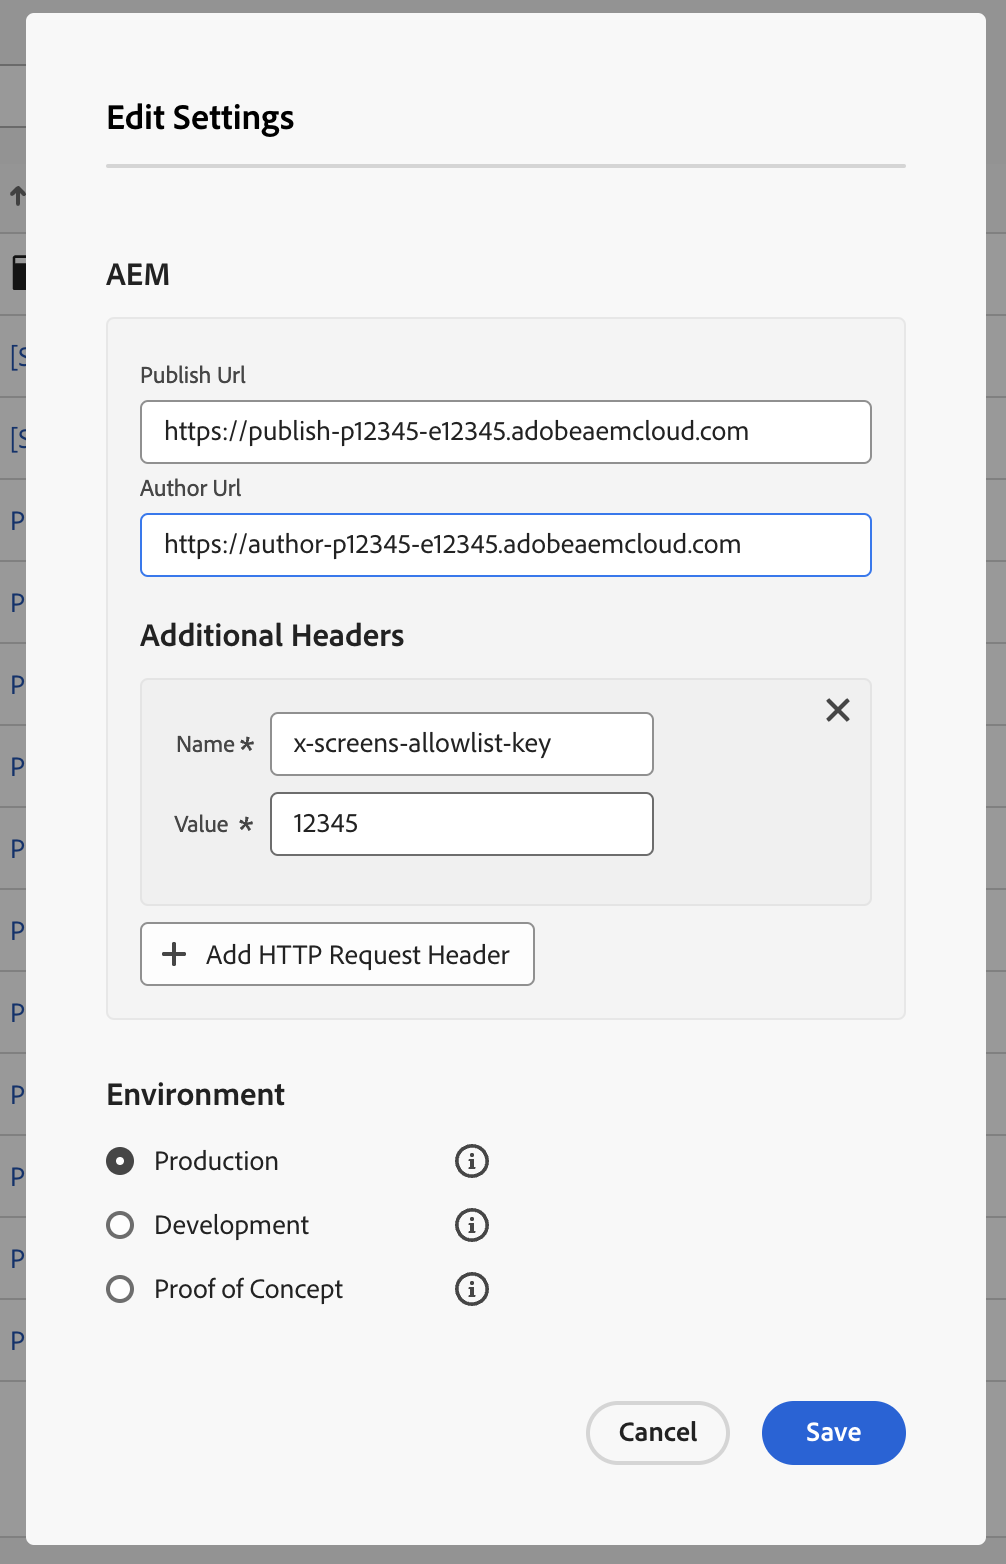 Edit Settings
AEM
Publish Url
https://publish-p12345-e12345.adobeaemcloud.com
Author Url
https://author-p12345-e12345.adobeaemcloud.com
Additional Headers
Name *
x-screens-allowlist-key
Value *
12345
Add HTTP Request Header
Environment
Production
Development
Proof of Concept
Cancel
Save